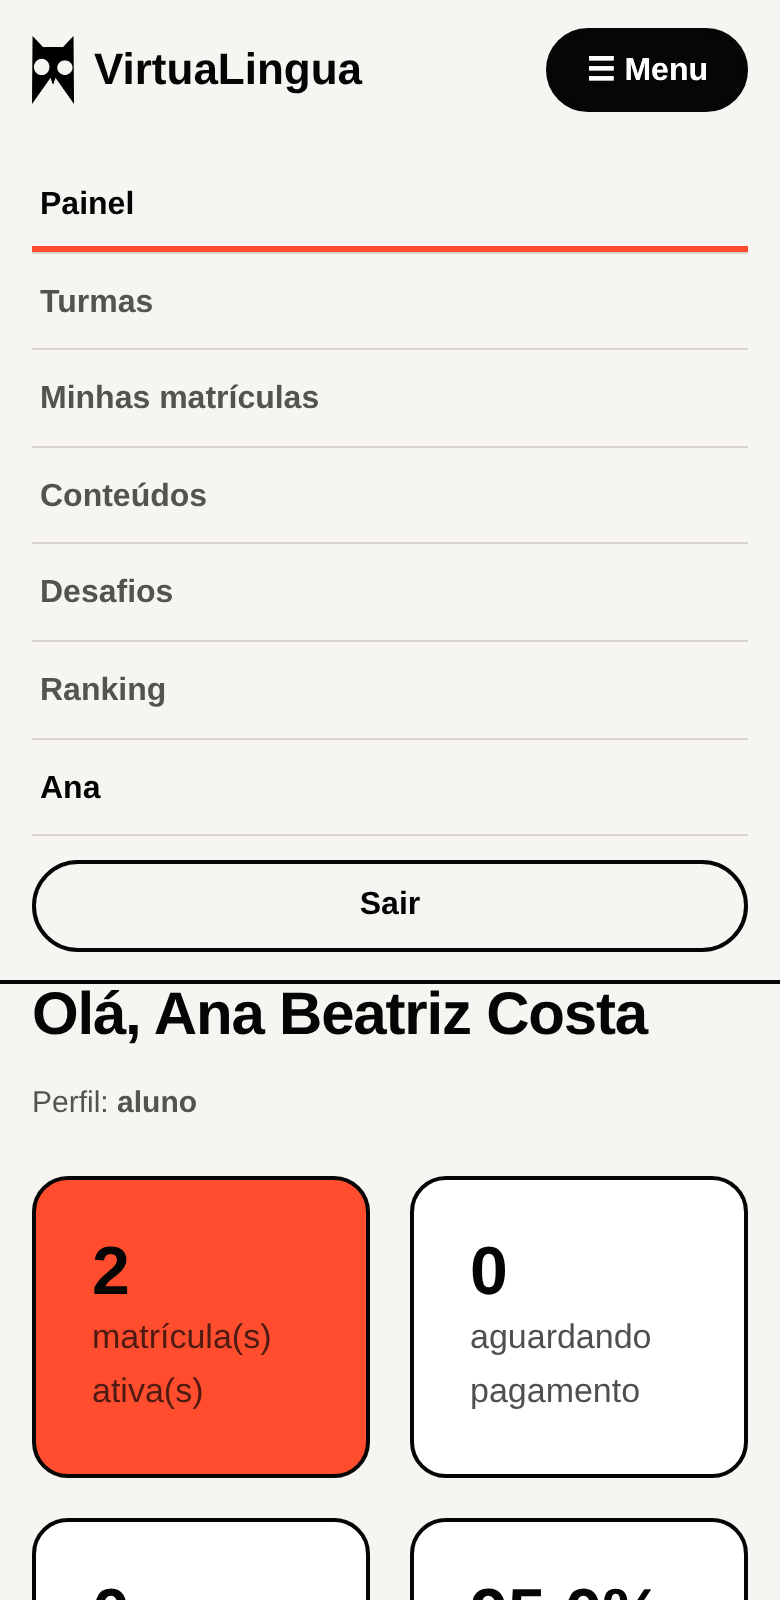 VirtuaLingua
☰ Menu
Painel
Turmas
Minhas matrículas
Conteúdos
Desafios
Ranking
Ana
Sair
Olá, Ana Beatriz Costa
Perfil: aluno
2
matrícula(s)
ativa(s)
0
aguardando
pagamento